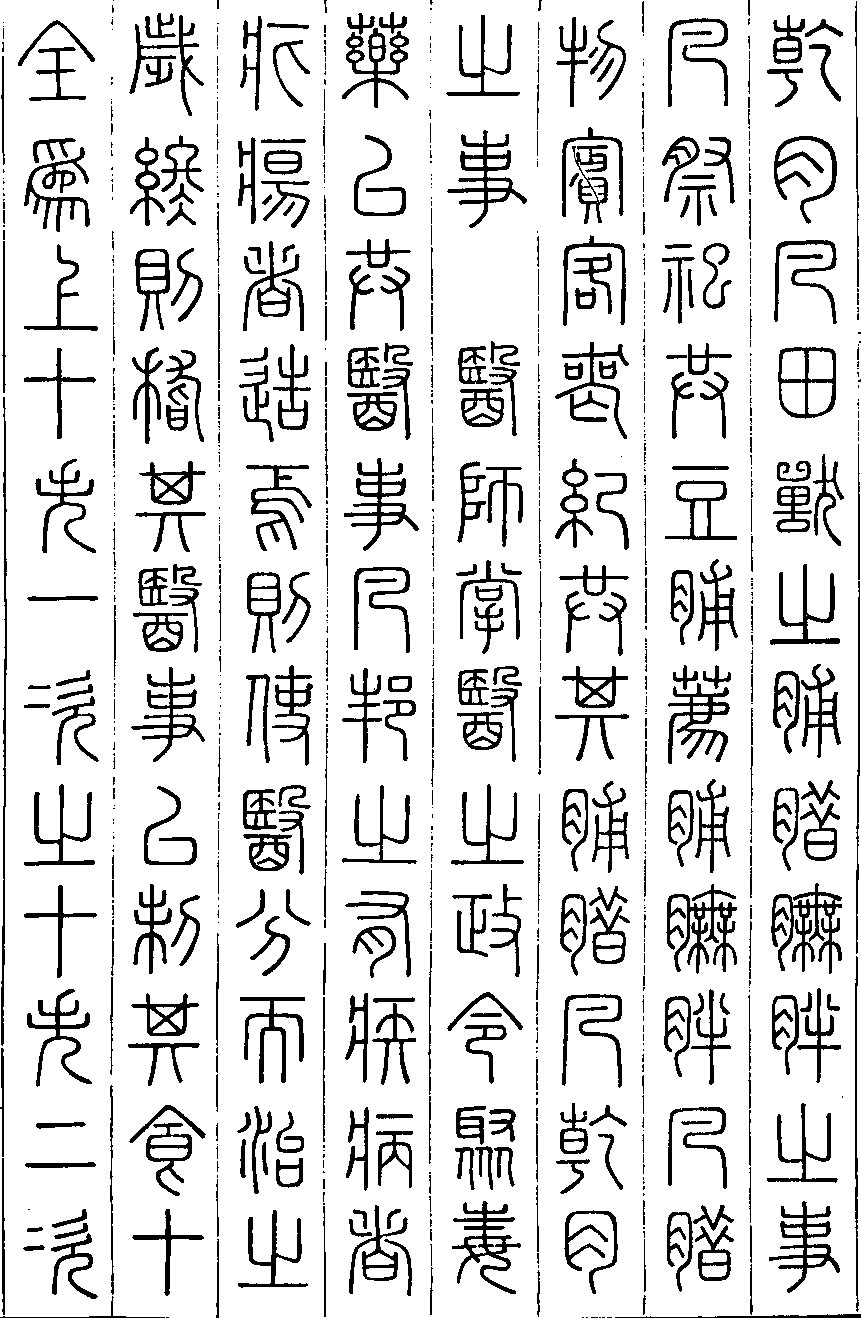 乾肉凡田獸之脯腊膴胖之事
凡祭祀共豆脯薦脯膴胖凡腊
物賓客喪紀共其脯腊凡乾肉
之事 醫師掌醫之政令聚毒
藥以共醫事凡邦之有疾病者
疕瘍者造焉則使醫分而治之
歲終則稽其醫事以制其食十
全爲上十失一次之十失二次